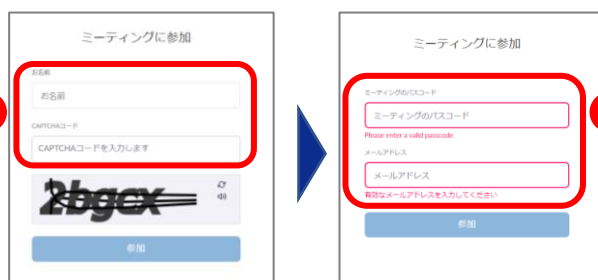 ミーティングに参加
お名前
お名前
CAPTCHAコード
CAPTCHAコードを入力します
2bgcx
参加
ミーティングに参加
ミーティングのパスコード
ミーティングのパスコード
Please enter a valid passcode
メールアドレス
メールアドレス
有効なメールアドレスを入力してください
参加